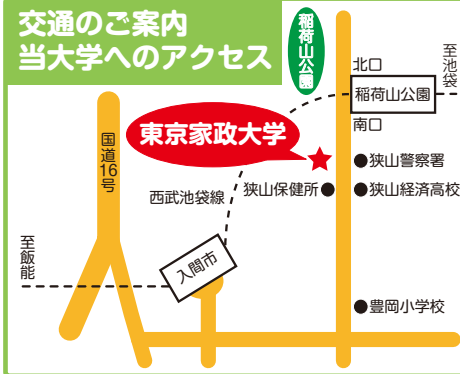 交通のご案内
当大学へのアクセス
稲荷山公園
北口
至池袋
稲荷山公園
南口
東京家政大学
国道16号
狭山警察署
西武池袋線
狭山保健所
狭山経済高校
至飯能
入間市
豊岡小学校